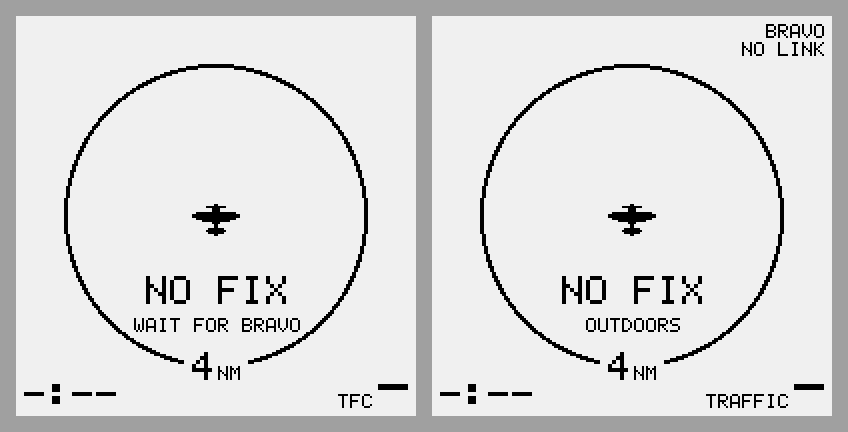 NO FIX
WAIT FOR BRAVO
4NM
-:--
TFC -
BRAVO
NO LINK
NO FIX
OUTDOORS
4NM
-:--
TRAFFIC -